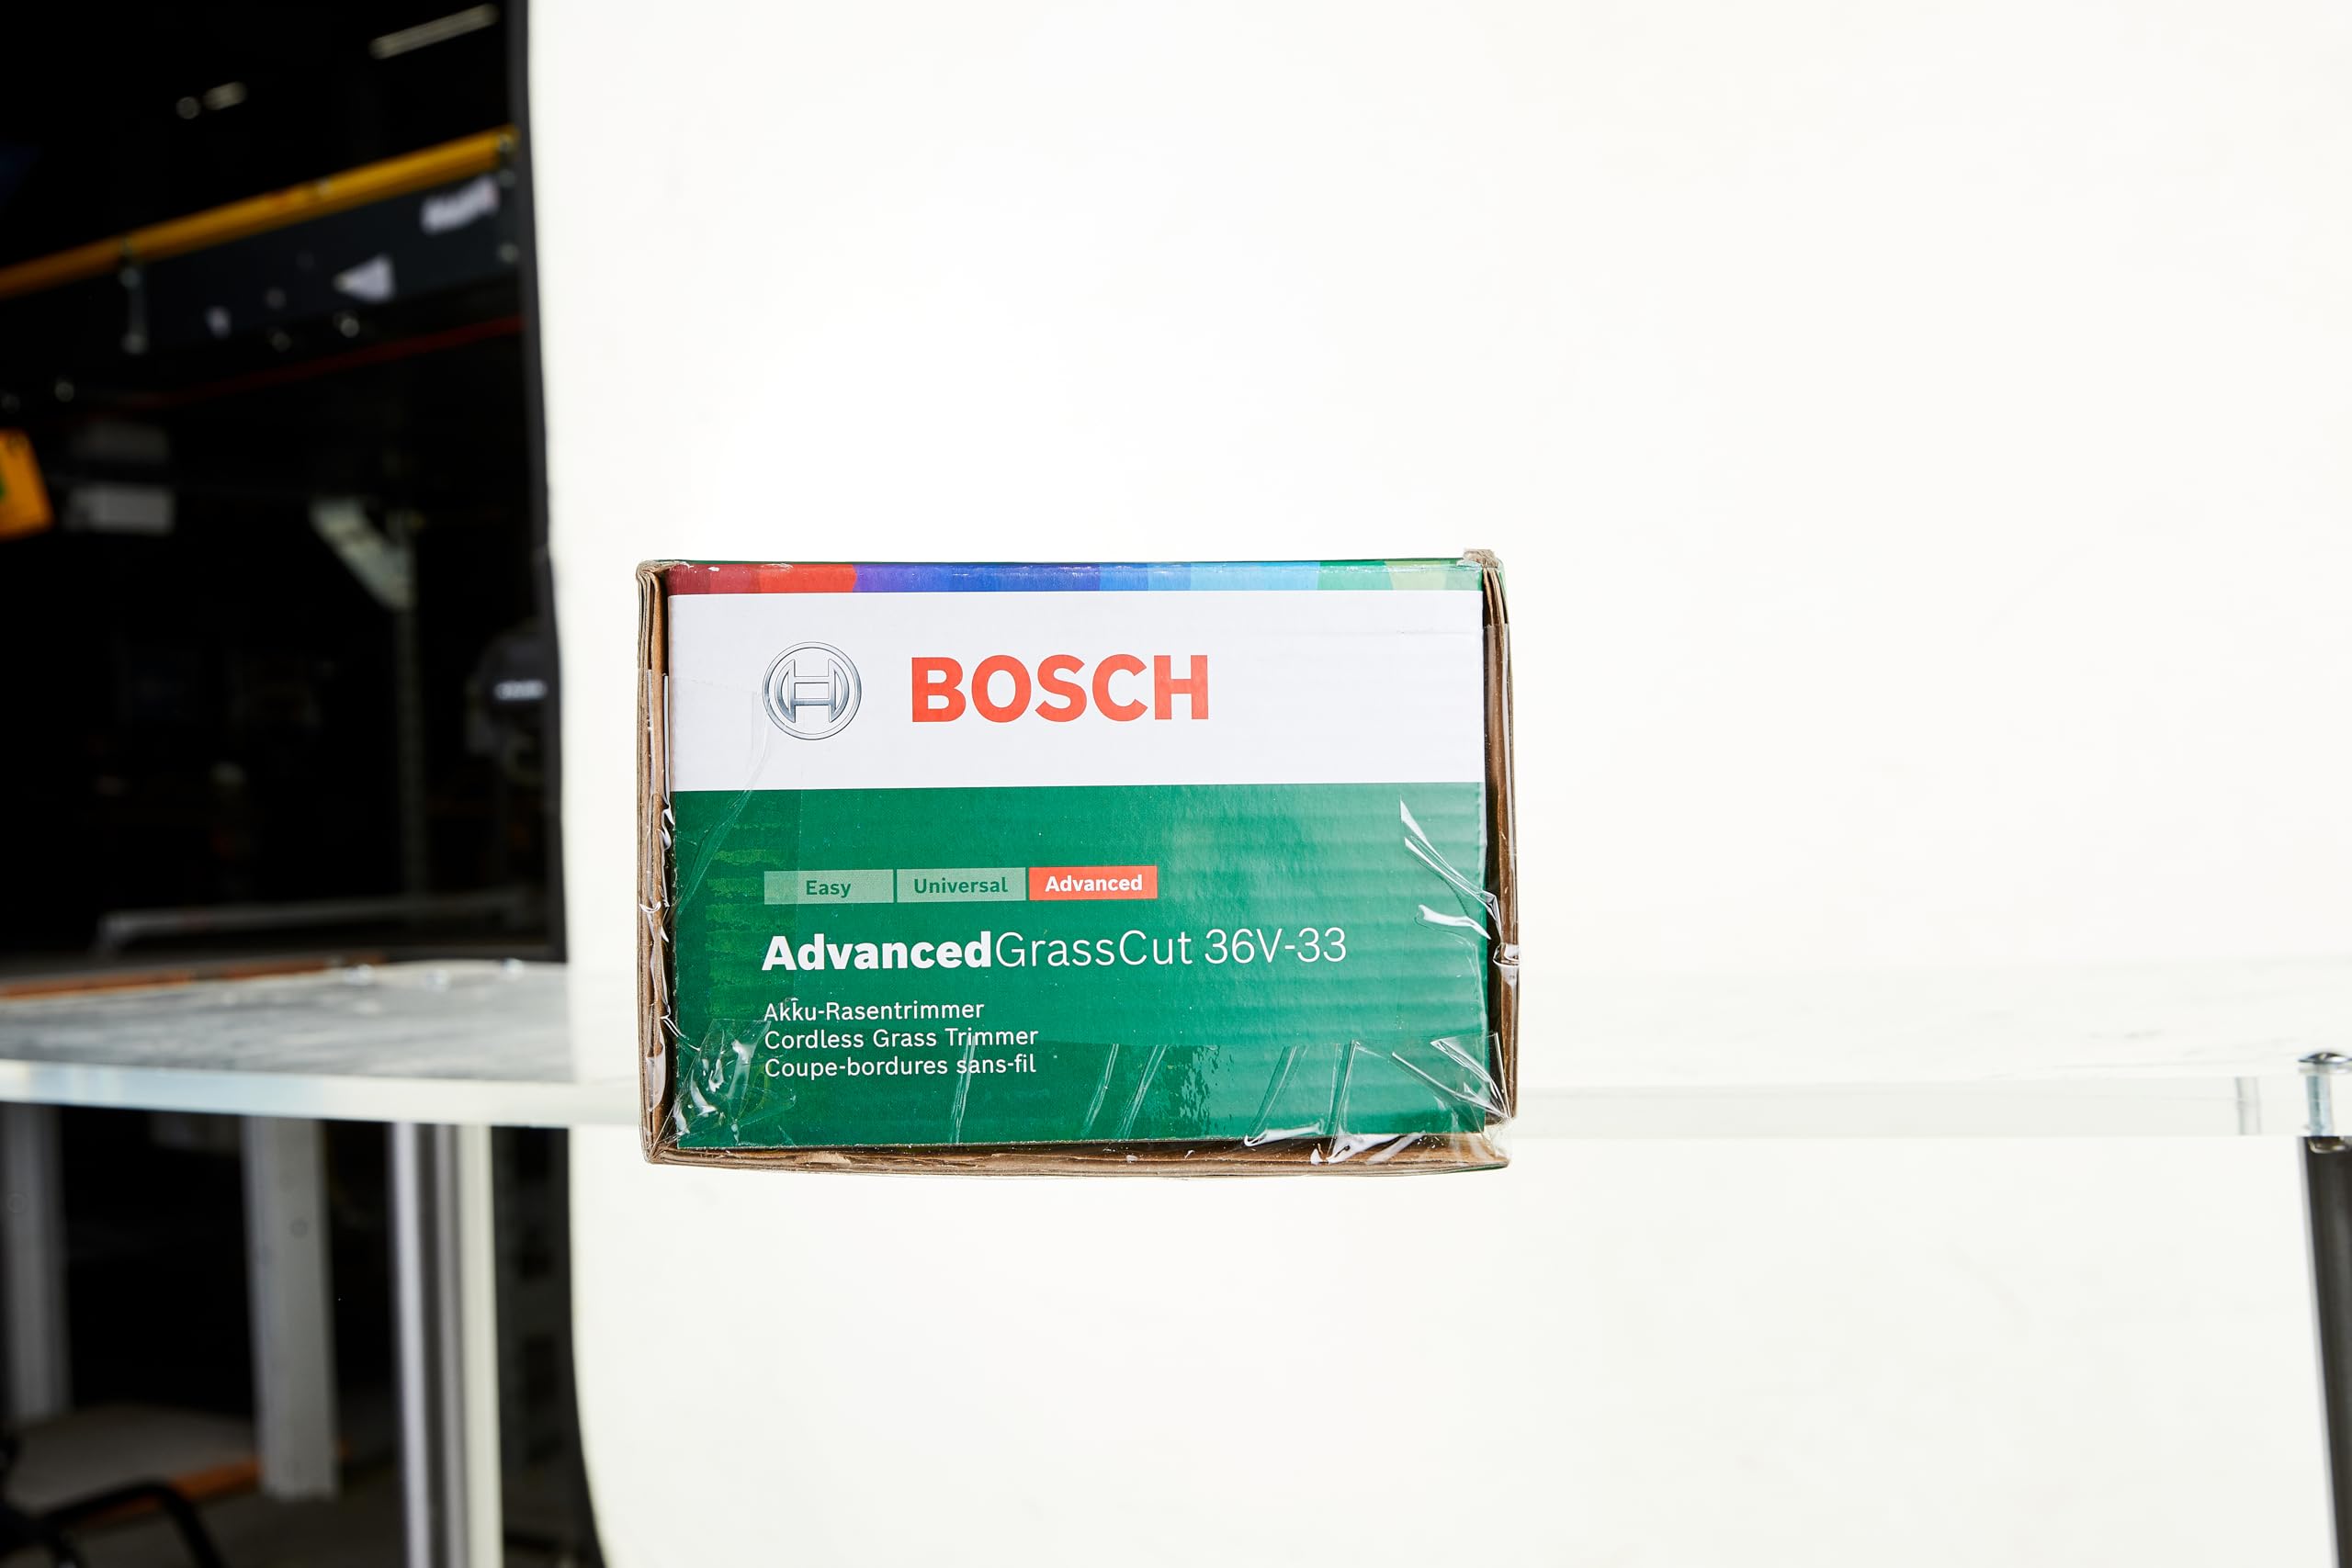 BOSCH
Easy Universal Advanced
AdvancedGrassCut 36V-33
Akku-Rasentrimmer
Cordless Grass Trimmer
Coupe-bordures sans-fil